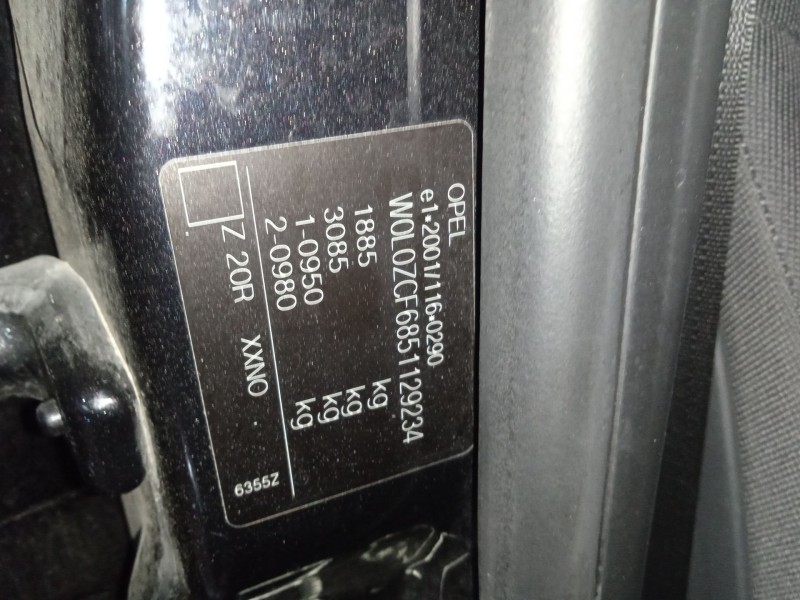 OPEL
e1*2001/116*0290
W0L0ZCF6851129234
1885 kg
3085 kg
1-0950 kg
2-0980 kg
Z 20R XXN0
6355Z